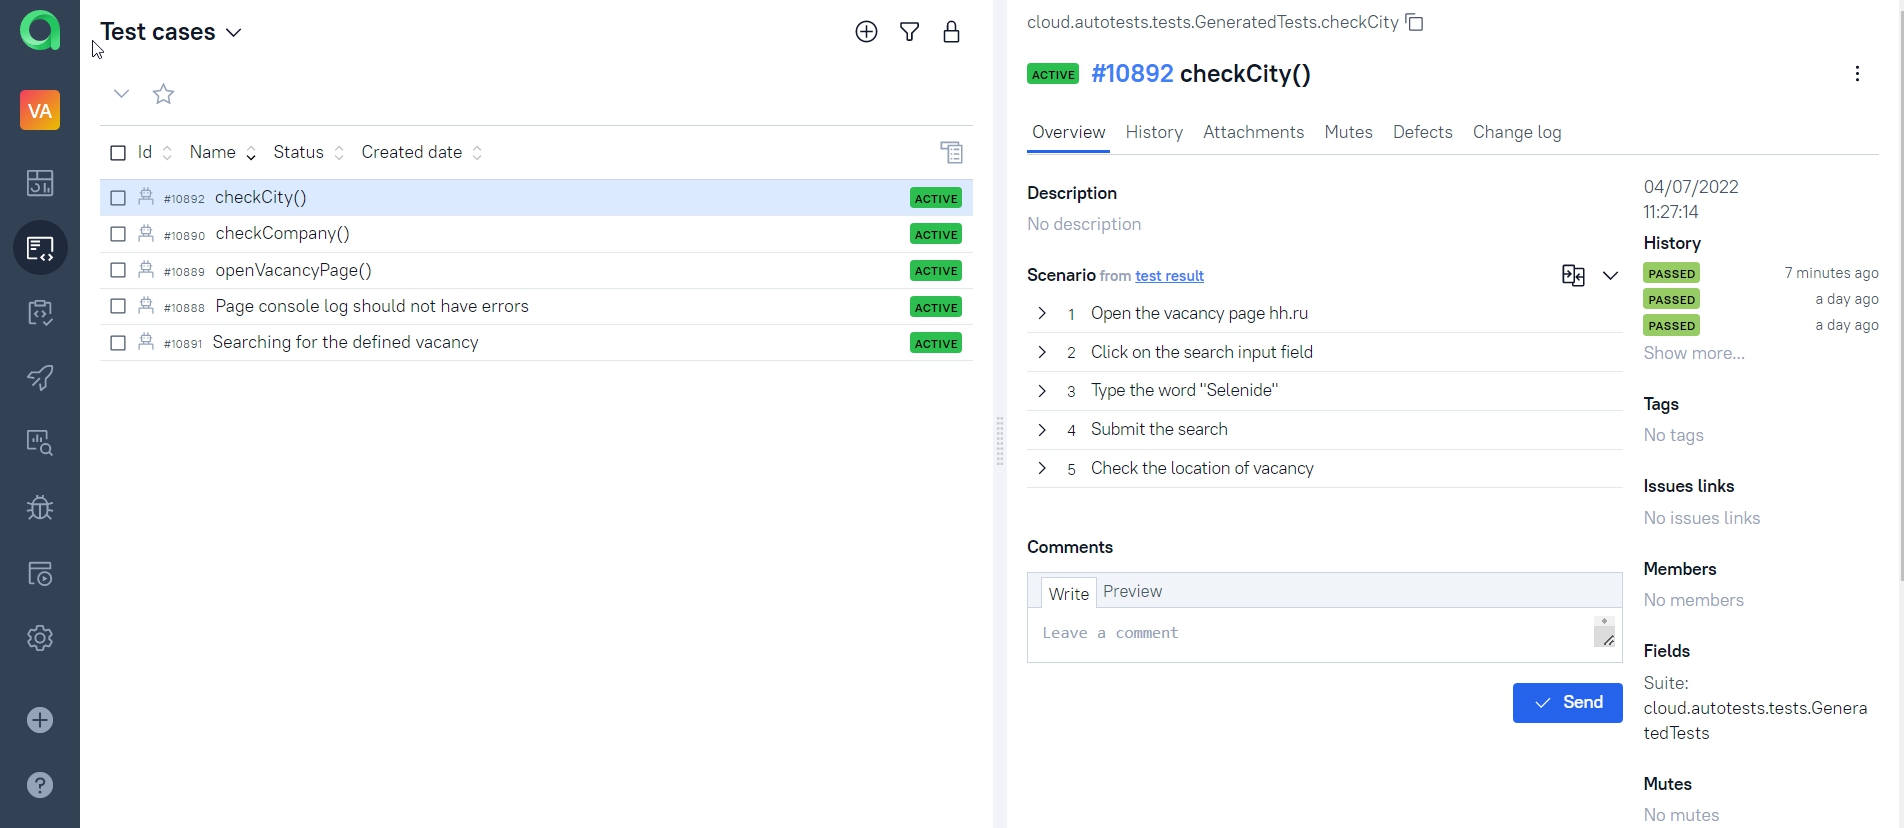 Test cases
VA
Id Name Status Created date
#10892 checkCity() ACTIVE
#10890 checkCompany() ACTIVE
#10889 openVacancyPage() ACTIVE
#10888 Page console log should not have errors ACTIVE
#10891 Searching for the defined vacancy ACTIVE
cloud.autotests.tests.GeneratedTests.checkCity
ACTIVE #10892 checkCity()
Overview History Attachments Mutes Defects Change log
Description
No description
Scenario from test result
1 Open the vacancy page hh.ru
2 Click on the search input field
3 Type the word "Selenide"
4 Submit the search
5 Check the location of vacancy
Comments
Write Preview
Leave a comment
Send
04/07/2022
11:27:14
History
PASSED 7 minutes ago
PASSED a day ago
PASSED a day ago
Show more...
Tags
No tags
Issues links
No issues links
Members
No members
Fields
Suite:
cloud.autotests.tests.Genera
tedTests
Mutes
No mutes